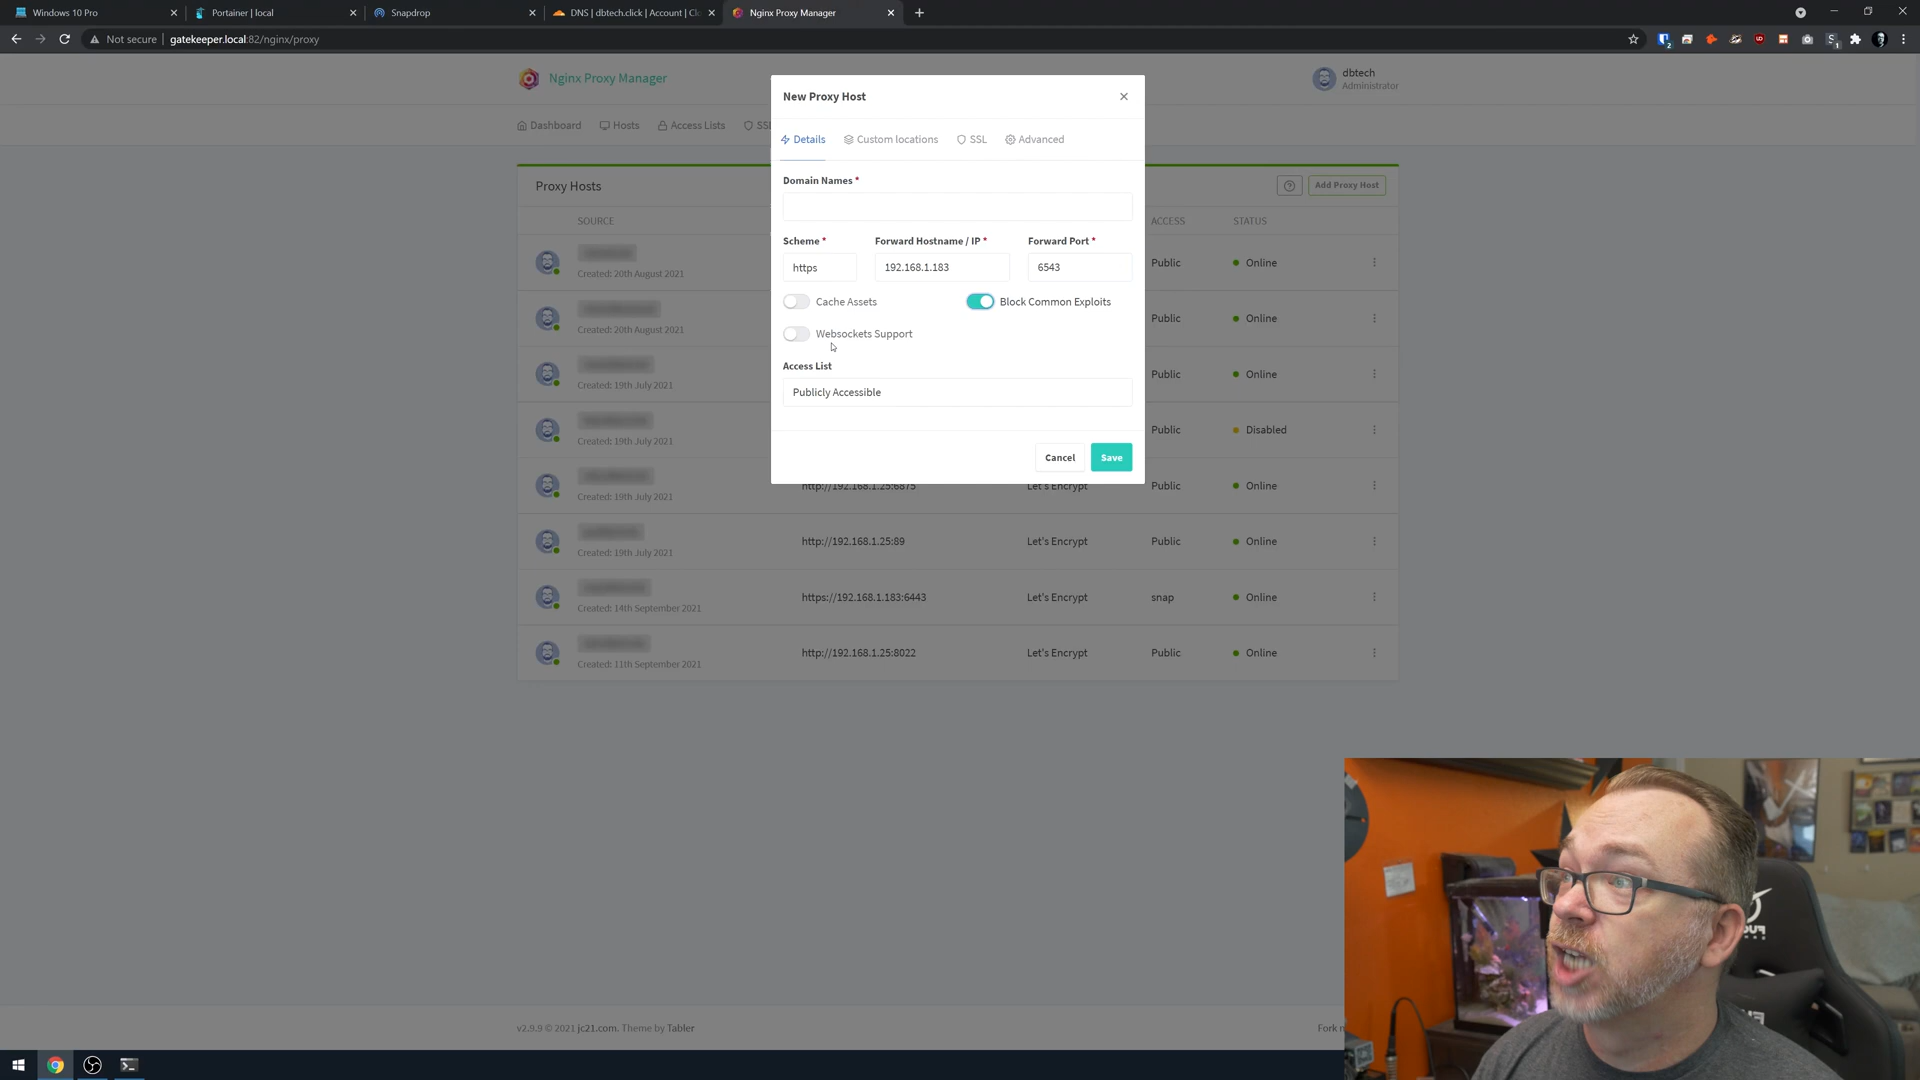 Windows 10 Pro
Portainer | local
Snapdrop
DNS | dbtech.click | Account | Cl
Nginx Proxy Manager
Not secure | gatekeeper.local:82/nginx/proxy
Nginx Proxy Manager
dbtech
Administrator
Dashboard
Hosts
Access Lists
SS
New Proxy Host
Details
Custom locations
SSL
Advanced
Domain Names *
Scheme *
Forward Hostname / IP *
Forward Port *
https
192.168.1.183
6543
Cache Assets
Block Common Exploits
Websockets Support
Access List
Publicly Accessible
Cancel
Save
Proxy Hosts
Add Proxy Host
SOURCE
ACCESS
STATUS
Created: 20th August 2021
Public
Online
Created: 20th August 2021
Public
Online
Created: 19th July 2021
Public
Online
Created: 19th July 2021
Public
Disabled
Created: 19th July 2021
http://192.168.1.25:6875
Let's Encrypt
Public
Online
Created: 19th July 2021
http://192.168.1.25:89
Let's Encrypt
Public
Online
Created: 14th September 2021
https://192.168.1.183:6443
Let's Encrypt
snap
Online
Created: 11th September 2021
http://192.168.1.25:8022
Let's Encrypt
Public
Online
v2.9.9 © 2021 jc21.com. Theme by Tabler
Fork